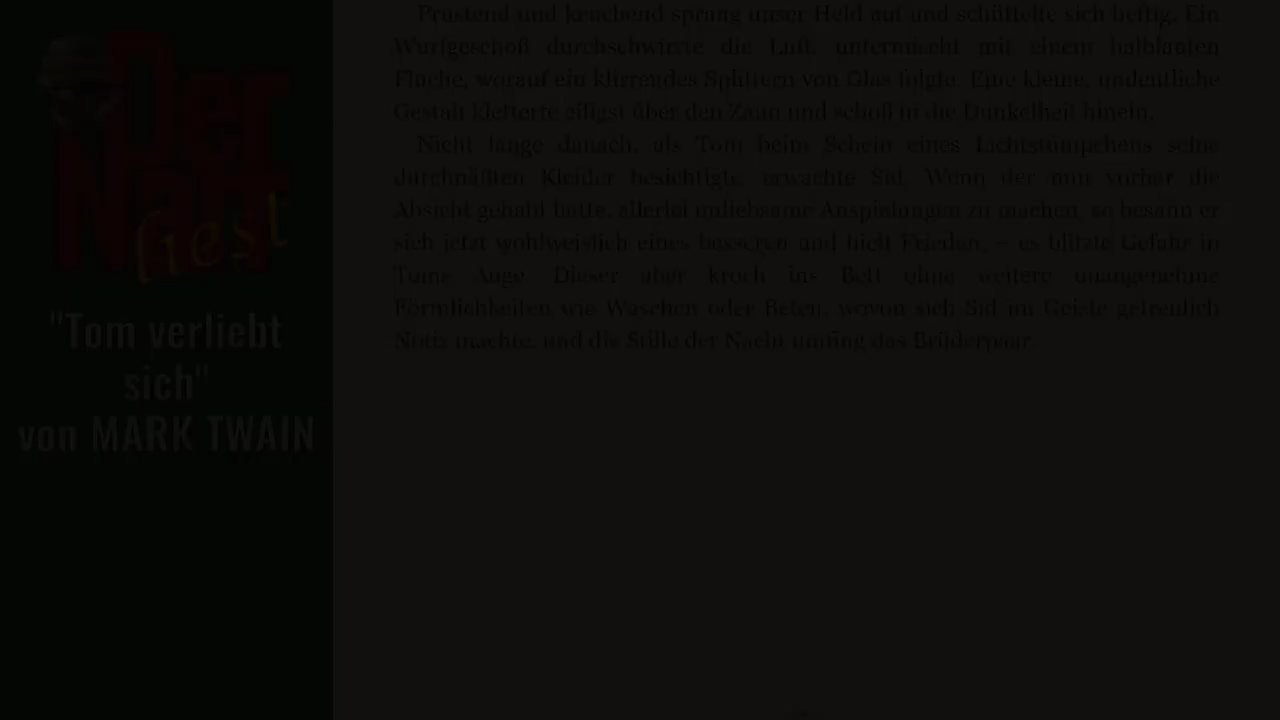 Der
Narr
liest
"Tom verliebt
sich"
von MARK TWAIN
Prustend und keuchend sprang unser Held auf und schüttelte sich heftig. Ein
Wurfgeschoß durchschwirrte die Luft, untermischt mit einem halblauten
Fluche, worauf ein klirrendes Splittern von Glas folgte. Eine kleine, undeutliche
Gestalt kletterte eiligst über den Zaun und schoß in die Dunkelheit hinein.
Nicht lange danach, als Tom beim Schein eines Lichtstümpchens seine
durchnäßten Kleider besichtigte, erwachte Sid. Wenn der nun vorher die
Absicht gehabt hatte, allerlei unliebsame Anspielungen zu machen, so besann er
sich jetzt wohlweislich eines besseren und hielt Frieden, – es blitzte Gefahr in
Toms Auge. Dieser aber kroch ins Bett ohne weitere unangenehme
Förmlichkeiten wie Waschen oder Beten, wovon sich Sid im Geiste getreulich
Notiz machte, und die Stille der Nacht umfing das Brüderpaar.